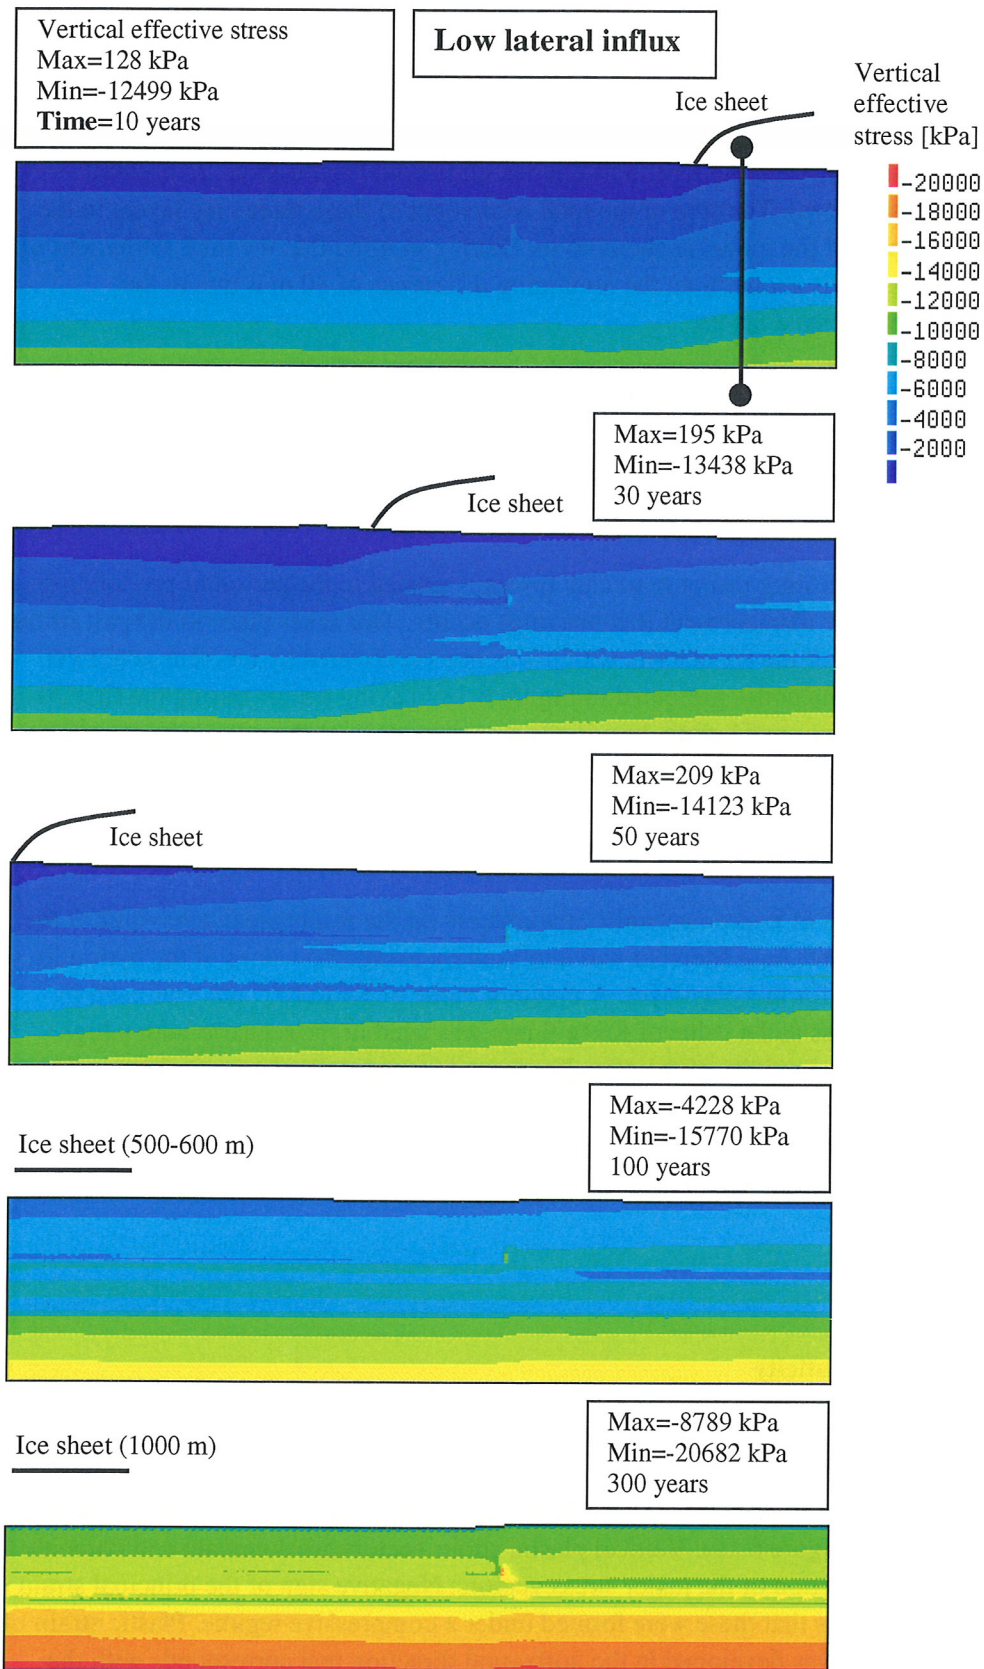 Vertical effective stress
Max=128 kPa
Min=-12499 kPa
Time=10 years
Low lateral influx
Ice sheet
Vertical
effective
stress [kPa]
-20000
-18000
-16000
-14000
-12000
-10000
-8000
-6000
-4000
-2000
Max=195 kPa
Min=-13438 kPa
30 years
Ice sheet
Max=209 kPa
Min=-14123 kPa
50 years
Ice sheet
Max=-4228 kPa
Min=-15770 kPa
100 years
Ice sheet (500-600 m)
Max=-8789 kPa
Min=-20682 kPa
300 years
Ice sheet (1000 m)